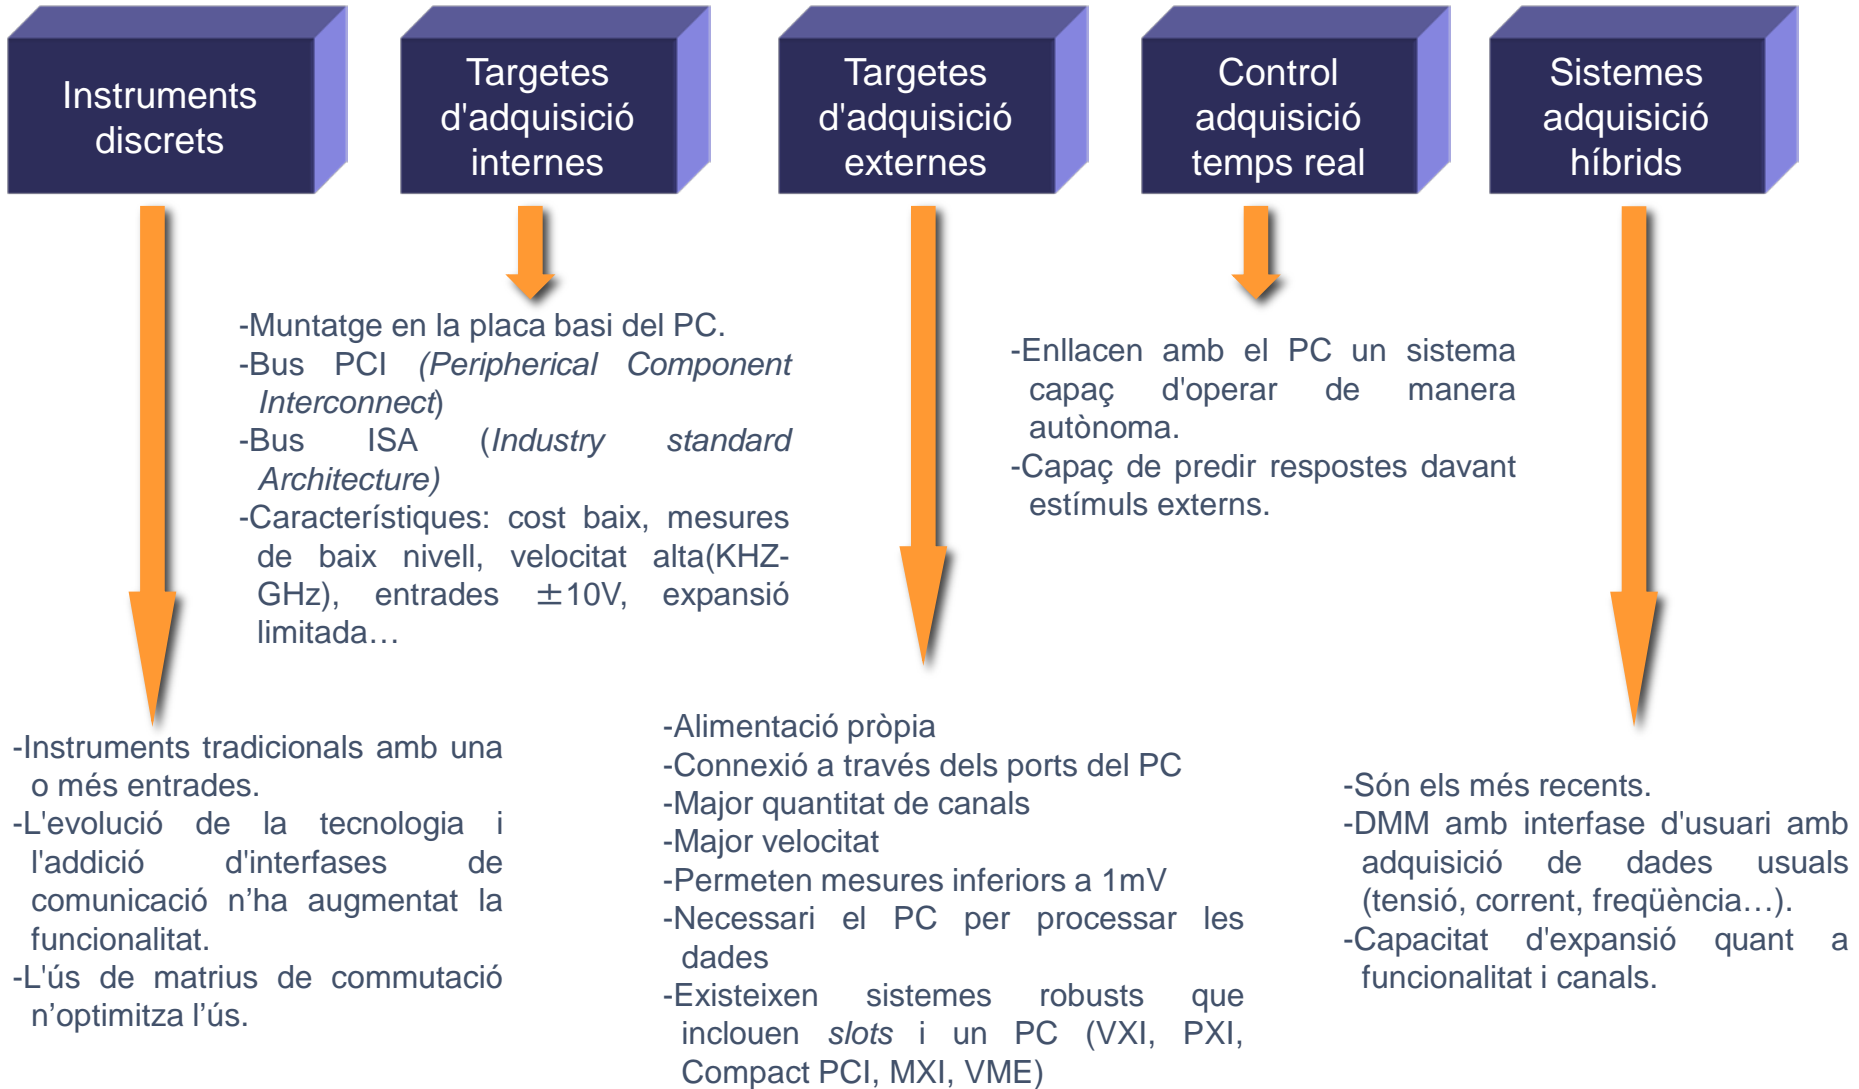 Instruments
discrets
Targetes
d'adquisició
internes
Targetes
d'adquisició
externes
Control
adquisició
temps real
Sistemes
adquisició
híbrids
-Muntatge en la placa basi del PC.
-Bus PCI (Peripherical Component
Interconnect)
-Bus ISA (Industry standard
Architecture)
-Característiques: cost baix, mesures
de baix nivell, velocitat alta(KHZ-
GHz), entrades ±10V, expansió
limitada…
-Enllacen amb el PC un sistema
capaç d'operar de manera
autònoma.
-Capaç de predir respostes davant
estímuls externs.
-Instruments tradicionals amb una
o més entrades.
-L'evolució de la tecnologia i
l'addició d'interfases de
comunicació n’ha augmentat la
funcionalitat.
-L'ús de matrius de commutació
n’optimitza l’ús.
-Alimentació pròpia
-Connexió a través dels ports del PC
-Major quantitat de canals
-Major velocitat
-Permeten mesures inferiors a 1mV
-Necessari el PC per processar les
dades
-Existeixen sistemes robusts que
inclouen slots i un PC (VXI, PXI,
Compact PCI, MXI, VME)
-Són els més recents.
-DMM amb interfase d'usuari amb
adquisició de dades usuals
(tensió, corrent, freqüència…).
-Capacitat d'expansió quant a
funcionalitat i canals.